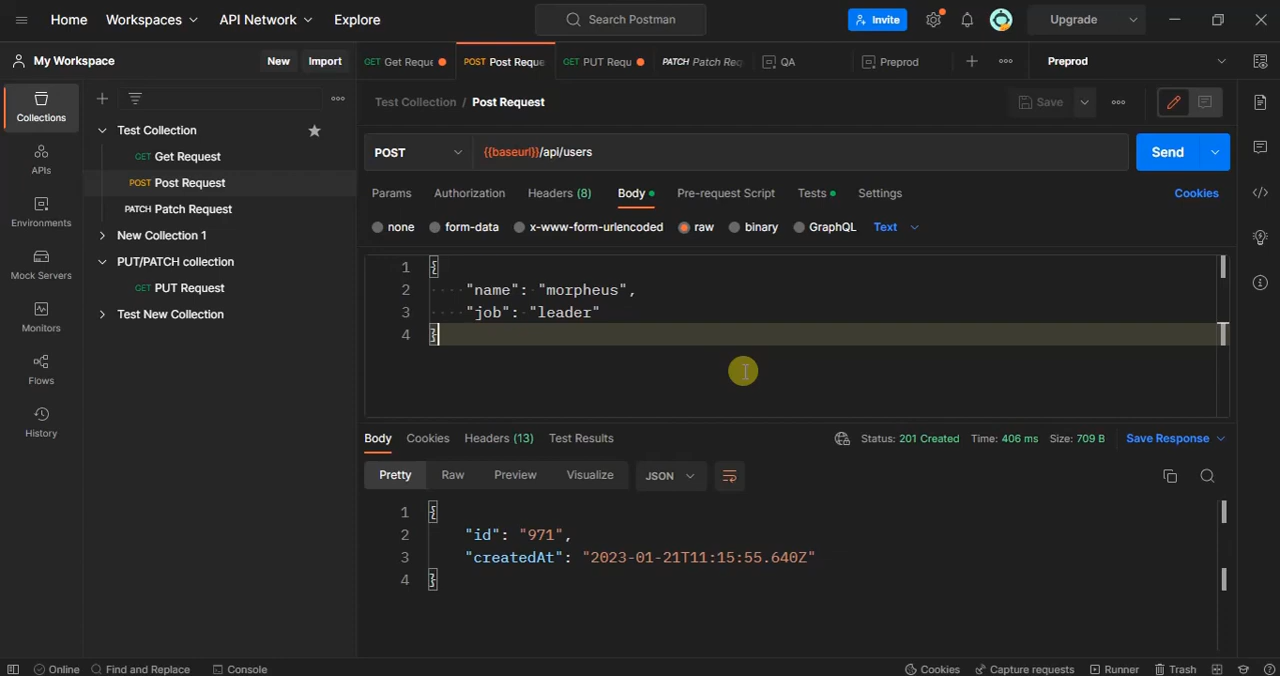 Home Workspaces API Network Explore Search Postman Invite Upgrade
My Workspace New Import GET Get Reque POST Post Reque PUT Requ PATCH Patch Req QA Preprod Preprod
Collections
APIs
Environments
Mock Servers
Monitors
Flows
History
Test Collection
GET Get Request
POST Post Request
PATCH Patch Request
New Collection 1
PUT/PATCH collection
GET PUT Request
Test New Collection
Test Collection / Post Request Save
POST {{baseurl}}/api/users Send
Params Authorization Headers (8) Body Pre-request Script Tests Settings Cookies
none form-data x-www-form-urlencoded raw binary GraphQL Text
1 {
2 "name": "morpheus",
3 "job": "leader"
4 }
Body Cookies Headers (13) Test Results Status: 201 Created Time: 406 ms Size: 709 B Save Response
Pretty Raw Preview Visualize JSON
1 {
2 "id": "971",
3 "createdAt": "2023-01-21T11:15:55.640Z"
4 }
Online Find and Replace Console Cookies Capture requests Runner Trash